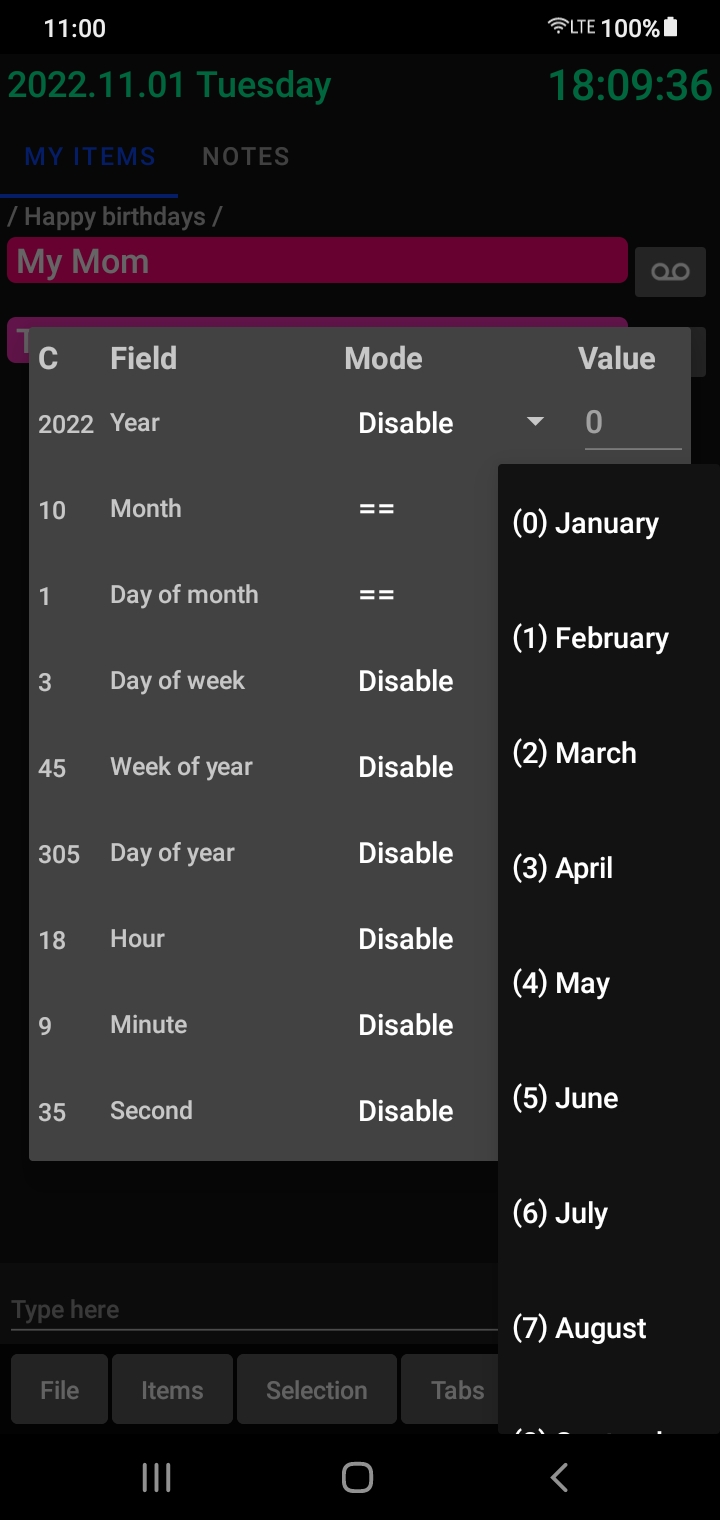 11:00 LTE 100%
2022.11.01 Tuesday 18:09:36
MY ITEMS NOTES
/ Happy birthdays /
My Mom
C Field Mode Value
2022 Year Disable 0
10 Month ==
1 Day of month ==
3 Day of week Disable
45 Week of year Disable
305 Day of year Disable
18 Hour Disable
9 Minute Disable
35 Second Disable
(0) January
(1) February
(2) March
(3) April
(4) May
(5) June
(6) July
(7) August
Type here
File Items Selection Tabs